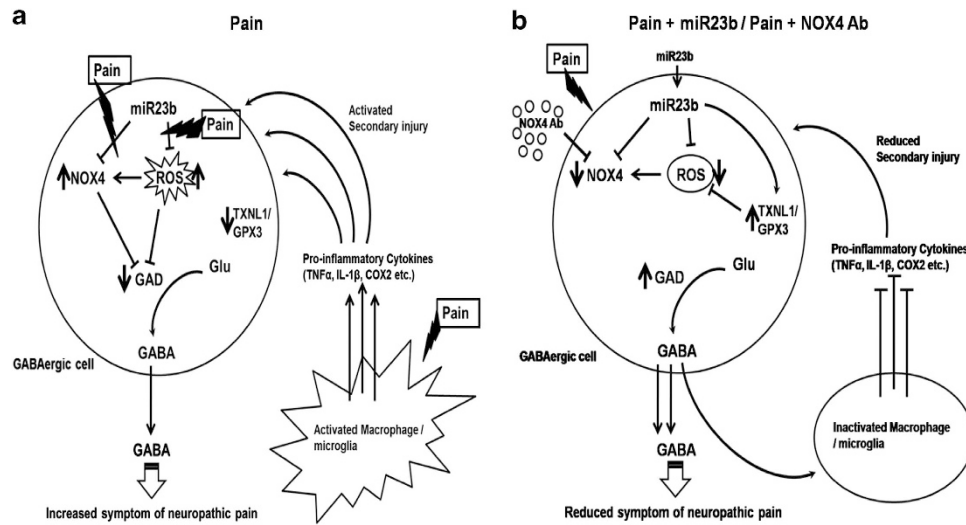 a
Pain
Pain
miR23b
Pain
NOX4
ROS
TXNL1/
GPX3
GAD
Glu
GABA
GABAergic cell
GABA
Increased symptom of neuropathic pain
Activated
Secondary injury
Pro-inflammatory Cytokines
(TNFα, IL-1β, COX2 etc.)
Pain
Activated Macrophage /
microglia
b
Pain + miR23b / Pain + NOX4 Ab
Pain
miR23b
miR23b
NOX4 Ab
NOX4
ROS
TXNL1/
GPX3
GAD
Glu
GABA
GABAergic cell
GABA
Reduced symptom of neuropathic pain
Reduced
Secondary injury
Pro-inflammatory Cytokines
(TNFα, IL-1β, COX2 etc.)
Inactivated Macrophage
/ microglia